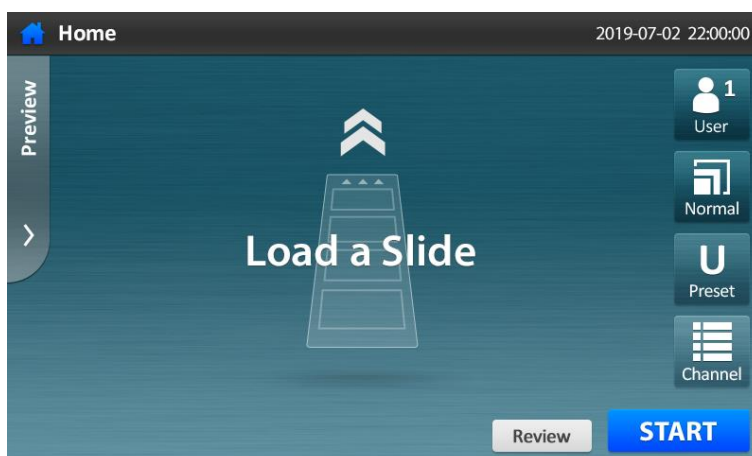 Home
2019-07-02 22:00:00
Preview
1
User
Normal
Load a Slide
U
Preset
Channel
Review
START